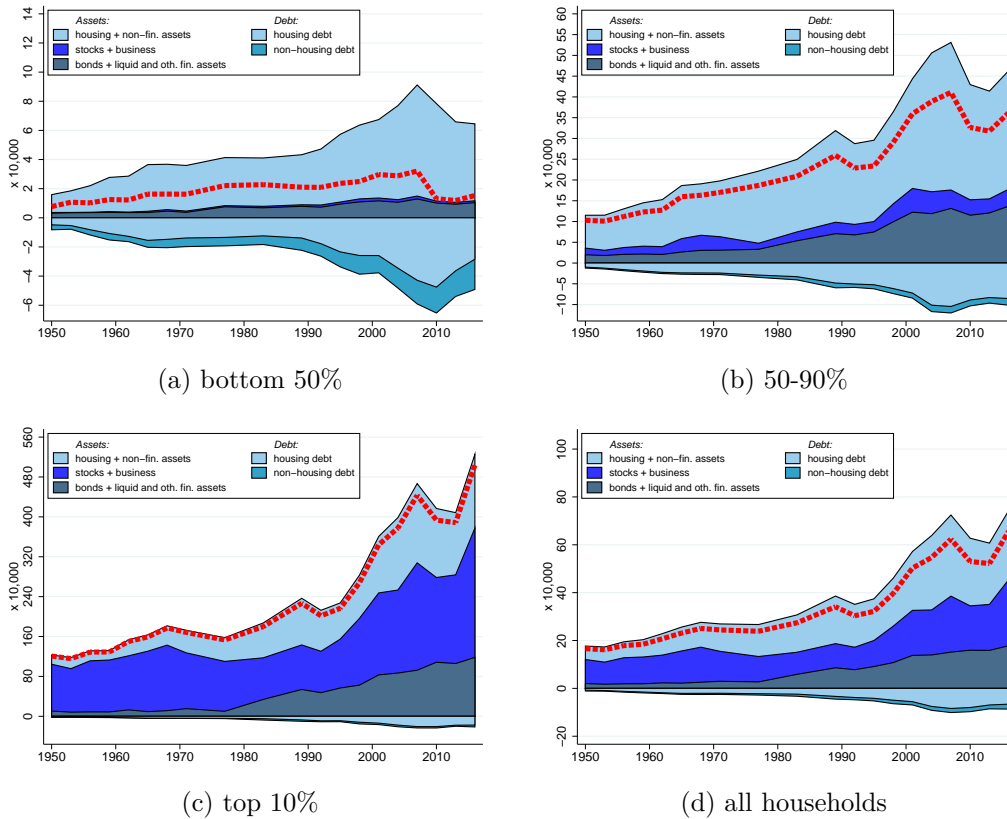 Assets: Debt:
housing + non−fin. assets housing debt
stocks + business non−housing debt
bonds + liquid and oth. fin. assets
x 10,000
14
12
10
8
6
4
2
0
−2
−4
−6
1950 1960 1970 1980 1990 2000 2010
(a) bottom 50%
Assets: Debt:
housing + non−fin. assets housing debt
stocks + business non−housing debt
bonds + liquid and oth. fin. assets
x 10,000
60
55
50
45
40
35
30
25
20
15
10
5
0
−5
−10
1950 1960 1970 1980 1990 2000 2010
(b) 50-90%
Assets: Debt:
housing + non−fin. assets housing debt
stocks + business non−housing debt
bonds + liquid and oth. fin. assets
x 10,000
560
480
400
320
240
160
80
0
1950 1960 1970 1980 1990 2000 2010
(c) top 10%
Assets: Debt:
housing + non−fin. assets housing debt
stocks + business non−housing debt
bonds + liquid and oth. fin. assets
x 10,000
100
80
60
40
20
0
−20
1950 1960 1970 1980 1990 2000 2010
(d) all households